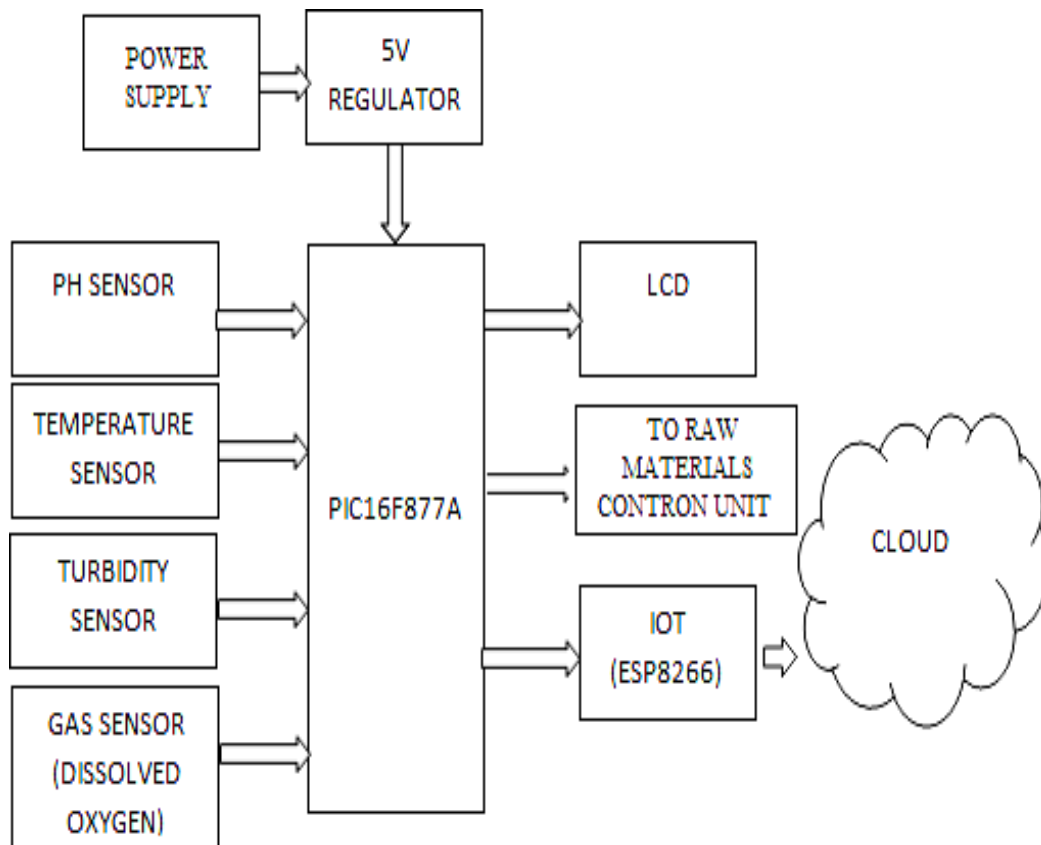 POWER
SUPPLY
5V
REGULATOR
PH SENSOR
LCD
TEMPERATURE
SENSOR
PIC16F877A
TO RAW
MATERIALS
CONTRON UNIT
CLOUD
TURBIDITY
SENSOR
IOT
(ESP8266)
GAS SENSOR
(DISSOLVED
OXYGEN)